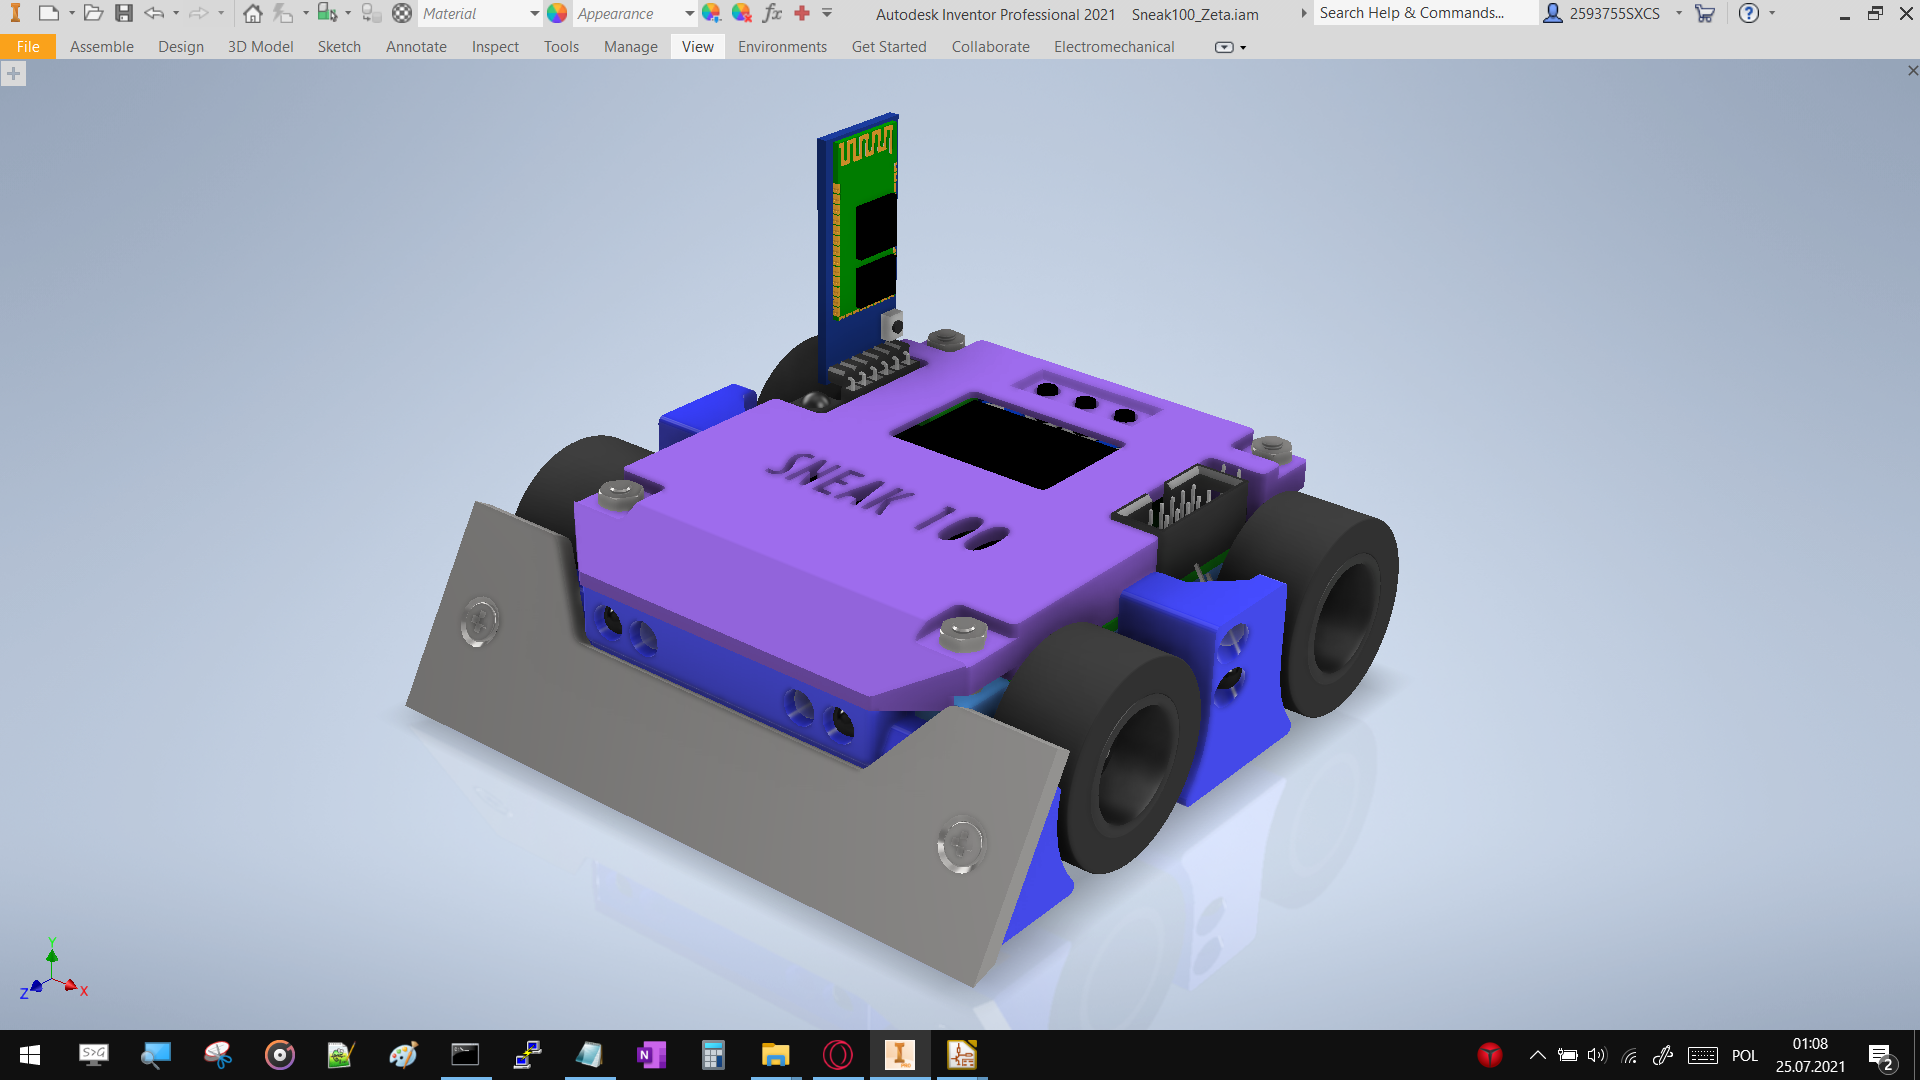 Material
Appearance
Autodesk Inventor Professional 2021 Sneak100_Zeta.iam
Search Help & Commands...
2593755SXCS
File Assemble Design 3D Model Sketch Annotate Inspect Tools Manage View Environments Get Started Collaborate Electromechanical
SNEAK 100
Y
Z
X
S>G
N
I
PRO
POL
01:08
25.07.2021
2